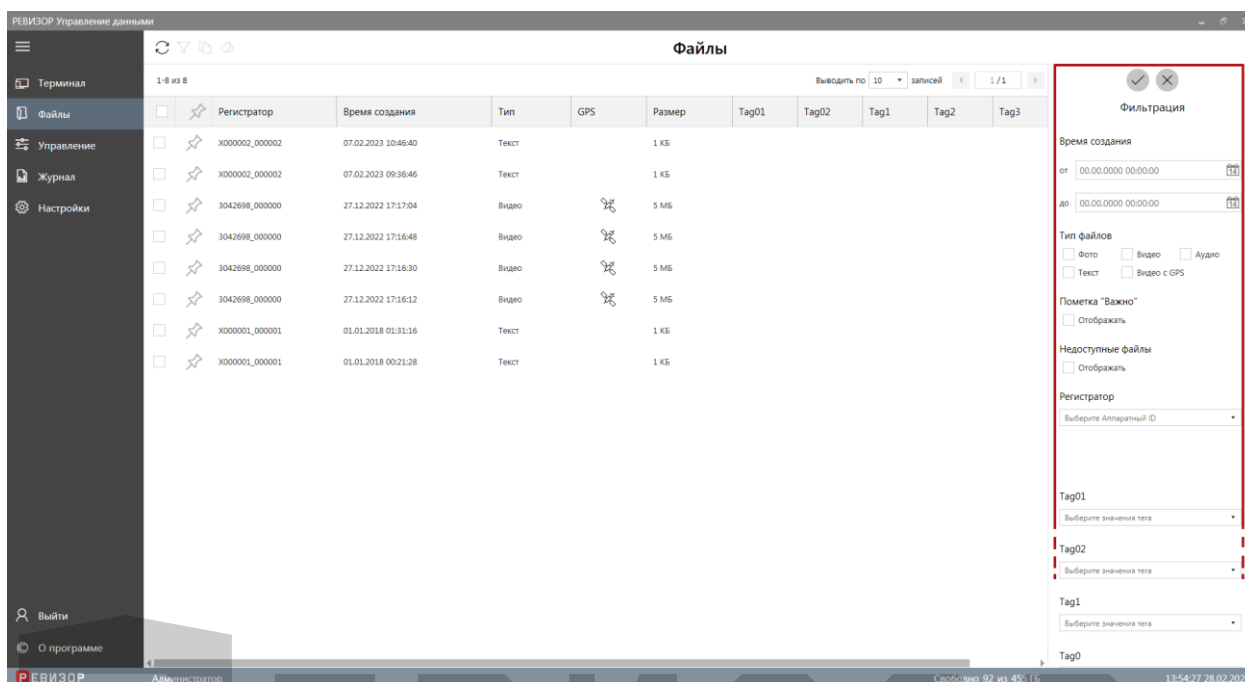 РЕВИЗОР Управление данными
Файлы
Терминал
Файлы
Управление
Журнал
Настройки
Выйти
О программе
1-8 из 8
Выводить по 10 записей 1/1
Регистратор Время создания Тип GPS Размер Tag01 Tag02 Tag1 Tag2 Tag3
X000002_000002 07.02.2023 10:46:40 Текст 1 КБ
X000002_000002 07.02.2023 09:36:46 Текст 1 КБ
3042698_000000 27.12.2022 17:17:04 Видео 5 МБ
3042698_000000 27.12.2022 17:16:48 Видео 5 МБ
3042698_000000 27.12.2022 17:16:30 Видео 5 МБ
3042698_000000 27.12.2022 17:16:12 Видео 5 МБ
X000001_000001 01.01.2018 01:31:16 Текст 1 КБ
X000001_000001 01.01.2018 00:21:28 Текст 1 КБ
Фильтрация
Время создания
от 00.00.0000 00:00:00 14
до 00.00.0000 00:00:00 14
Тип файлов
Фото Видео Аудио
Текст Видео с GPS
Пометка "Важно"
Отображать
Недоступные файлы
Отображать
Регистратор
Выберите Аппаратный ID
Tag01
Выберите значения тега
Tag02
Выберите значения тега
Tag1
Выберите значения тега
Tag0
РЕВИЗОР Администратор Свободно 92 из 455 ГБ 13:54:27 28.02.202